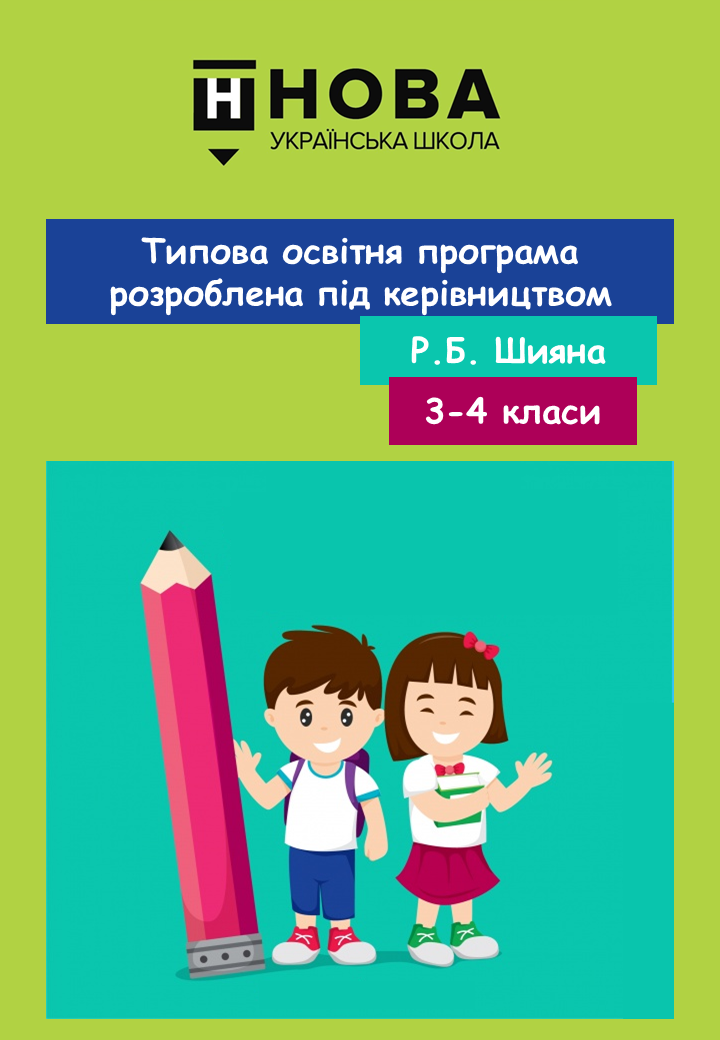 Н НОВА
УКРАЇНСЬКА ШКОЛА
Типова освітня програма
розроблена під керівництвом
Р.Б. Шияна
3-4 класи